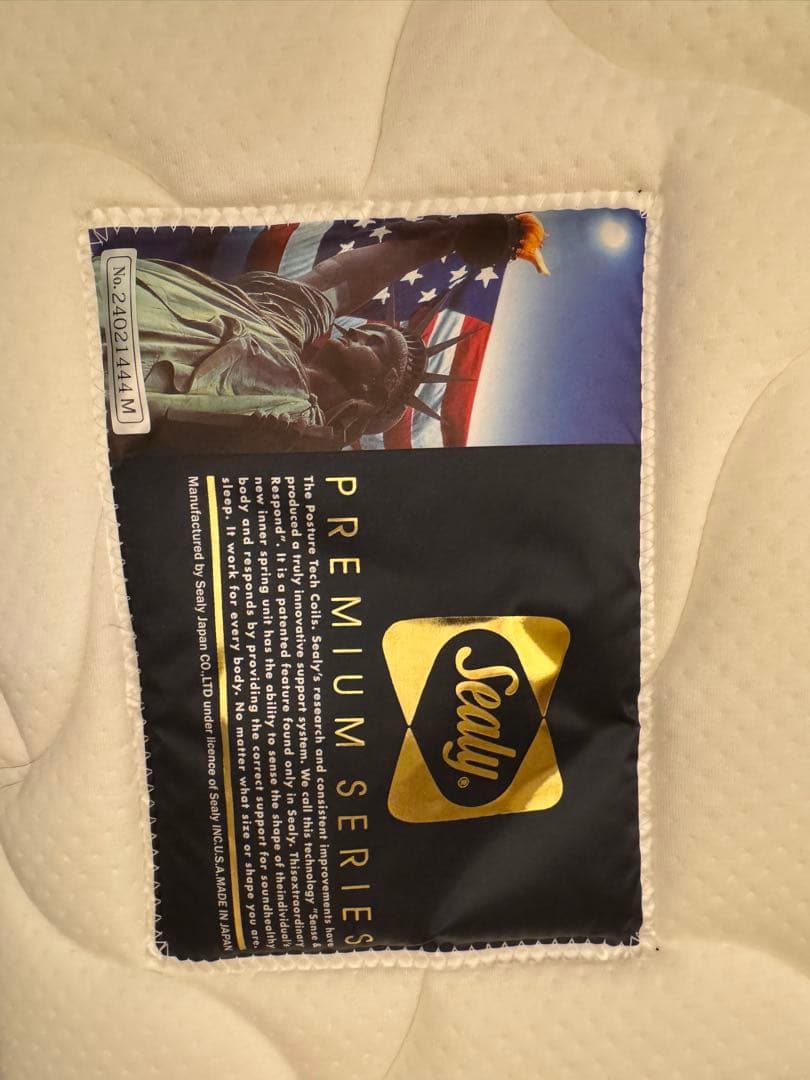 No. 24021444M
Sealy®
PREMIUM SERIES
The Posture Tech Coils. Sealy's research and consistent improvements have
produced a truly innovative support system. We call this technology "Sense &
Respond". It is a patented feature found only in Sealy. Thisextraordinary
new inner spring unit has the ability to sense the shape of theindividual's
body and responds by providing the correct support for soundhealthy
sleep. It work for every body. No matter what size or shape you are.
Manufactured by Sealy Japan CO.,LTD under licence of Sealy INC.U.S.A.MADE IN JAPAN